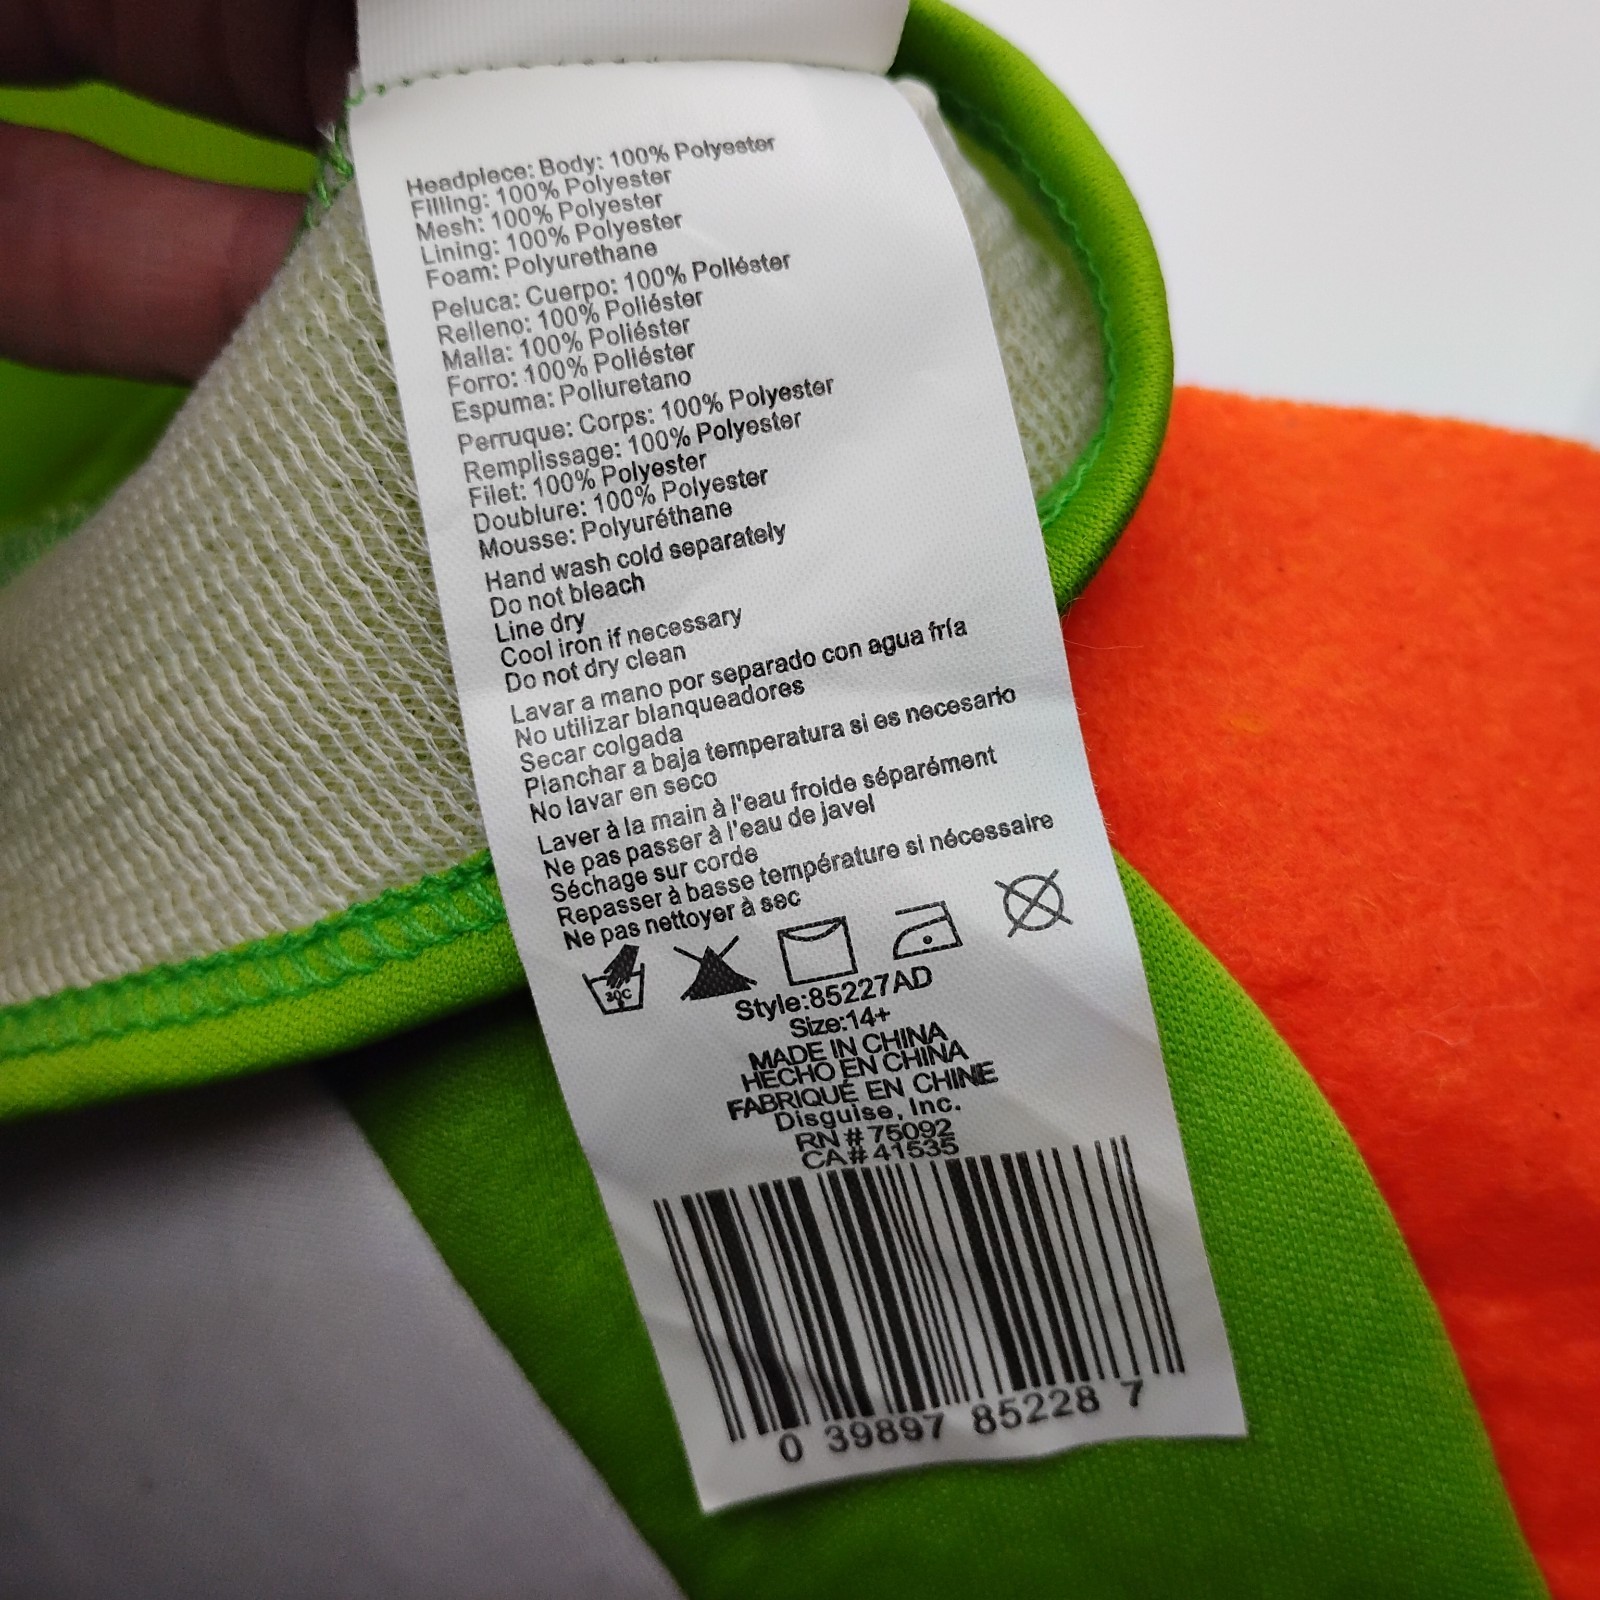 Headpiece: Body: 100% Polyester
Filling: 100% Polyester
Mesh: 100% Polyester
Lining: 100% Polyester
Foam: Polyurethane
Peluca: Cuerpo: 100% Poliéster
Relleno: 100% Poliéster
Malla: 100% Poliéster
Forro: 100% Poliéster
Espuma: Poliuretano
Perruque: Corps: 100% Polyester
Remplissage: 100% Polyester
Filet: 100% Polyester
Doublure: 100% Polyester
Mousse: Polyuréthane
Hand wash cold separately
Do not bleach
Line dry
Cool iron if necessary
Do not dry clean
Lavar a mano por separado con agua fría
No utilizar blanqueadores
Secar colgada
Planchar a baja temperatura si es necesario
No lavar en seco
Laver à la main à l'eau froide séparément
Ne pas passer à l'eau de javel
Séchage sur corde
Repasser à basse température si nécessaire
Ne pas nettoyer à sec
30C
Style:85227AD
Size:14+
MADE IN CHINA
HECHO EN CHINA
FABRIQUÉ EN CHINE
Disguise, Inc.
RN # 75092
CA# 41535
0 39897 85228 7